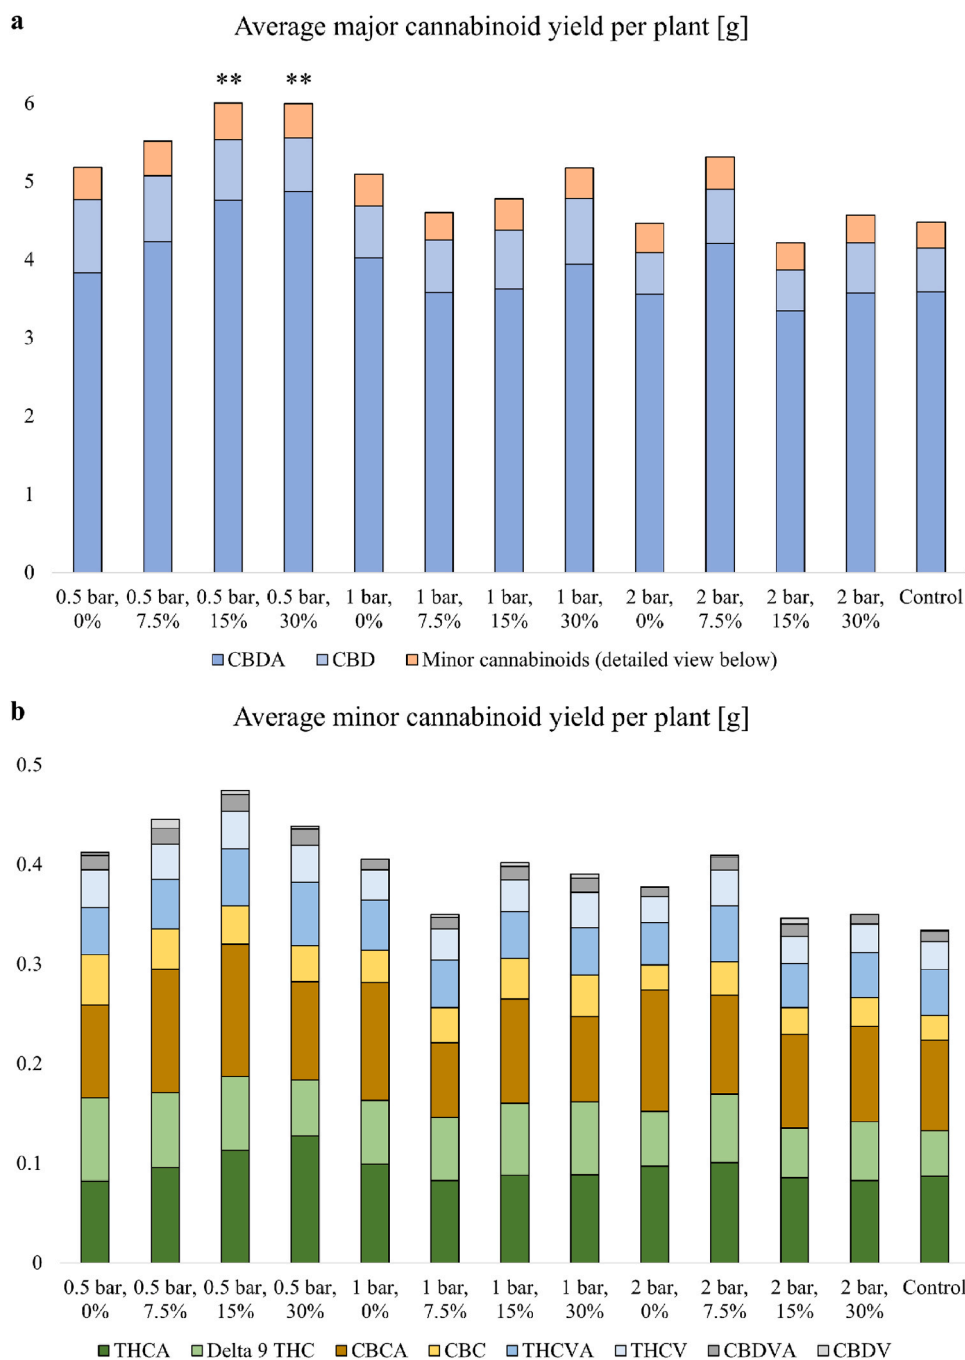 a
Average major cannabinoid yield per plant [g]
** **
6
5
4
3
2
1
0
0.5 bar, 0.5 bar, 0.5 bar, 0.5 bar, 1 bar, 1 bar, 1 bar, 1 bar, 2 bar, 2 bar, 2 bar, 2 bar, Control
0% 7.5% 15% 30% 0% 7.5% 15% 30% 0% 7.5% 15% 30%
CBDA CBD Minor cannabinoids (detailed view below)
b
Average minor cannabinoid yield per plant [g]
0.5
0.4
0.3
0.2
0.1
0
0.5 bar, 0.5 bar, 0.5 bar, 0.5 bar, 1 bar, 1 bar, 1 bar, 1 bar, 2 bar, 2 bar, 2 bar, 2 bar, Control
0% 7.5% 15% 30% 0% 7.5% 15% 30% 0% 7.5% 15% 30%
THCA Delta 9 THC CBCA CBC THCVA THCV CBDVA CBDV